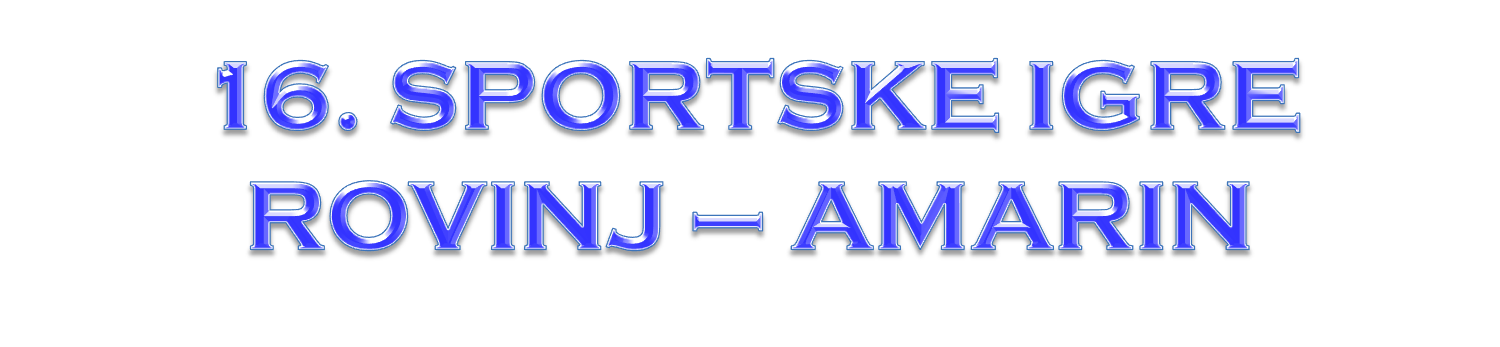 16. SPORTSKE IGRE
ROVINJ – AMARIN